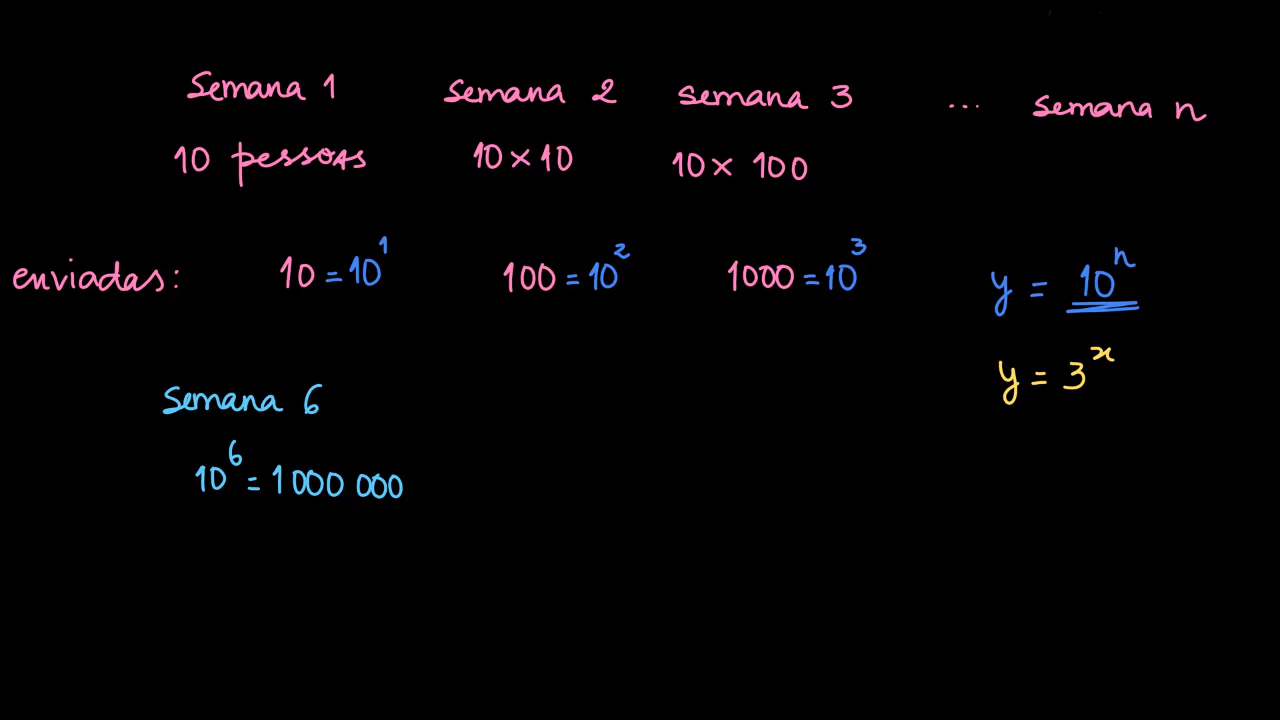 Semana 1 semana 2 semana 3 ... semana n
10 pessoas 10 × 10 10 × 100
enviadas: 10 = 10¹ 100 = 10² 1000 = 10³ y = 10ⁿ
y = 3ˣ
Semana 6
10⁶ = 1 000 000